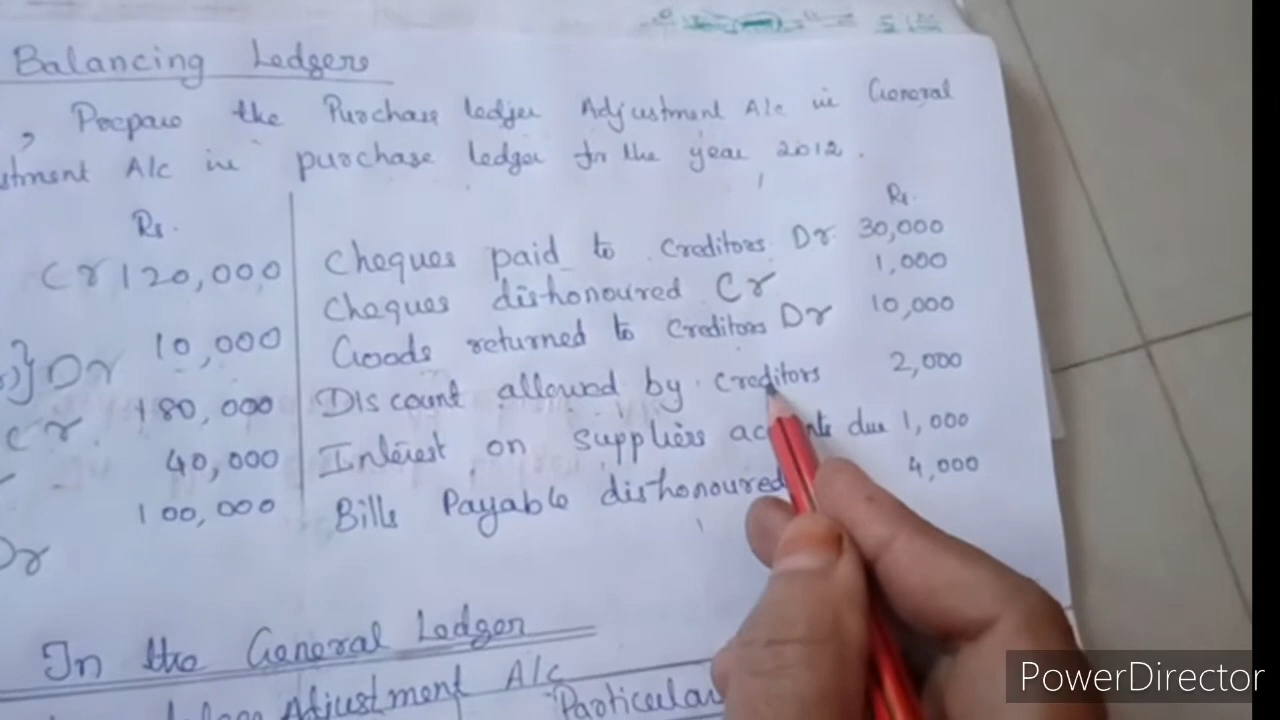 Balancing Ledgers
, Prepare the Purchase ledger Adjustment A/c in General
stment A/c in purchase ledger for the year 2012.
Rs.
Cr 120,000
10,000
Dr
Cr 180,000
40,000
100,000
Dr
Rs.
Cheques paid to creditors Dr 30,000
Cheques dishonoured Cr 1,000
Goods returned to creditors Dr 10,000
Discount allowed by creditors 2,000
Interest on suppliers due 1,000
Bills Payable dishonoured 4,000
In the General Ledger
Adjustment A/c
Particular
PowerDirector